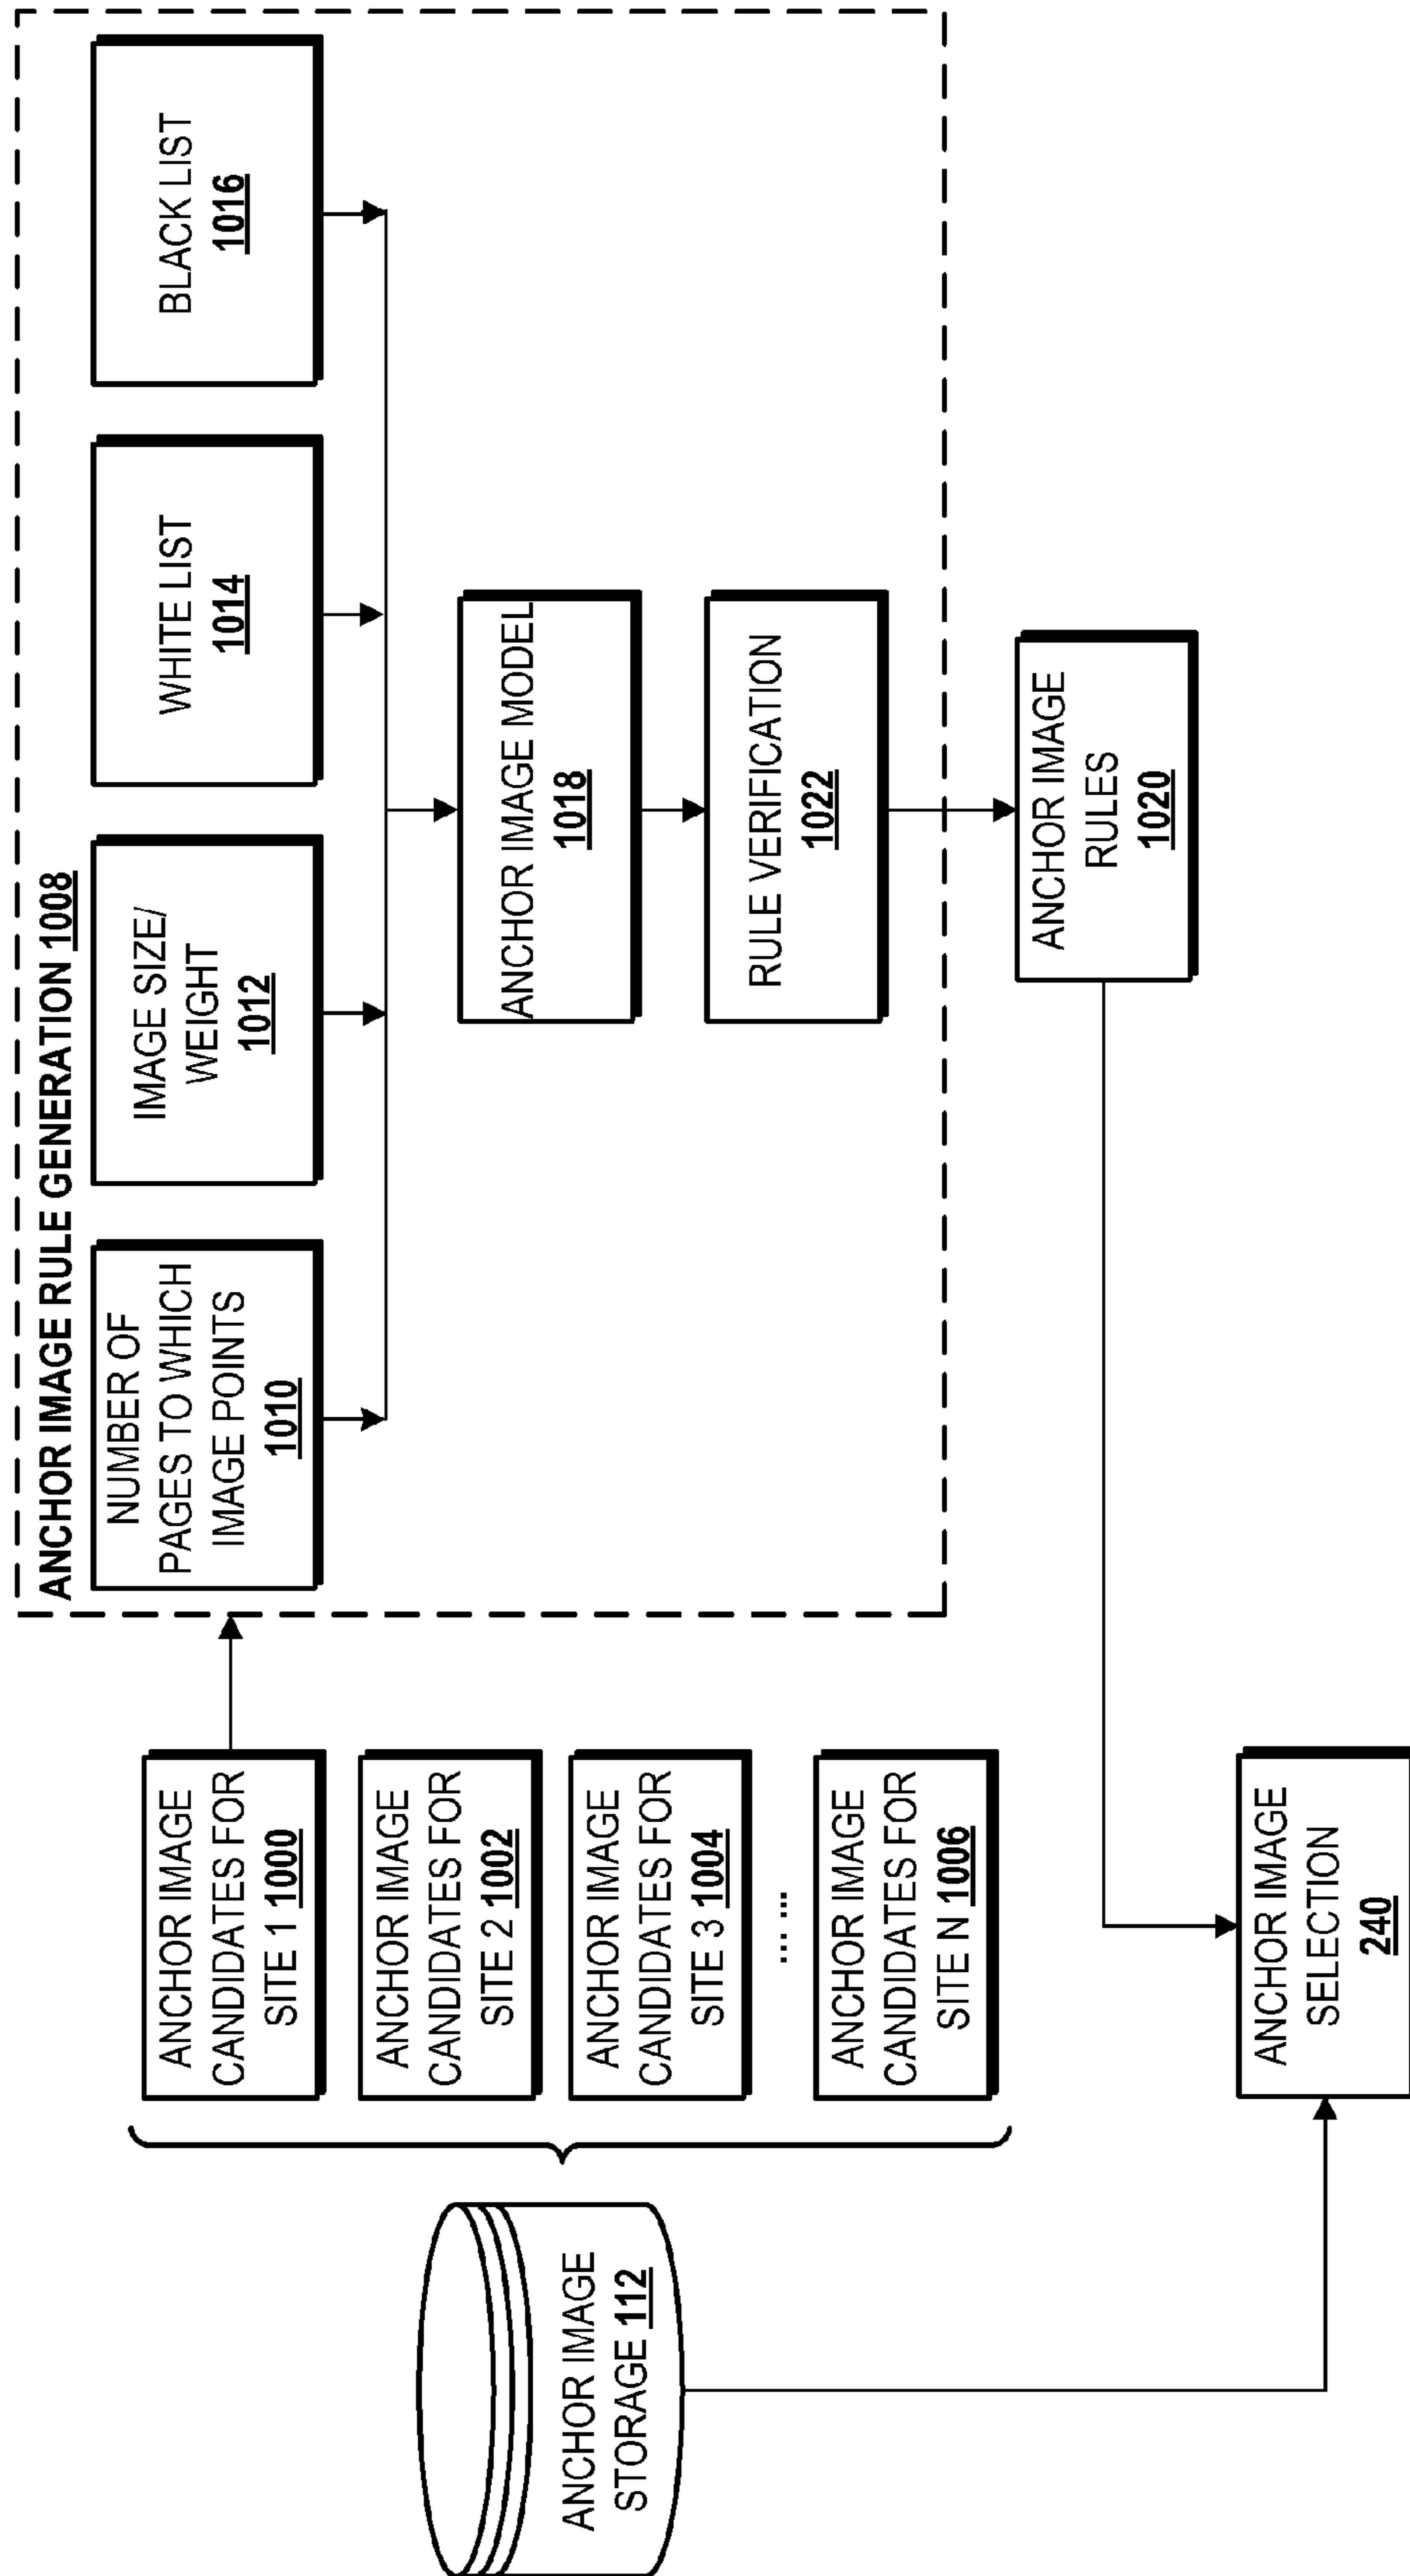 ANCHOR IMAGE RULE GENERATION 1008
NUMBER OF
PAGES TO WHICH
IMAGE POINTS
1010
IMAGE SIZE/
WEIGHT
1012
WHITE LIST
1014
BLACK LIST
1016
ANCHOR IMAGE MODEL
1018
RULE VERIFICATION
1022
ANCHOR IMAGE
RULES
1020
ANCHOR IMAGE
CANDIDATES FOR
SITE 1 1000
ANCHOR IMAGE
CANDIDATES FOR
SITE 2 1002
ANCHOR IMAGE
CANDIDATES FOR
SITE 3 1004
... ...
ANCHOR IMAGE
CANDIDATES FOR
SITE N 1006
ANCHOR IMAGE
STORAGE 112
ANCHOR IMAGE
SELECTION
240